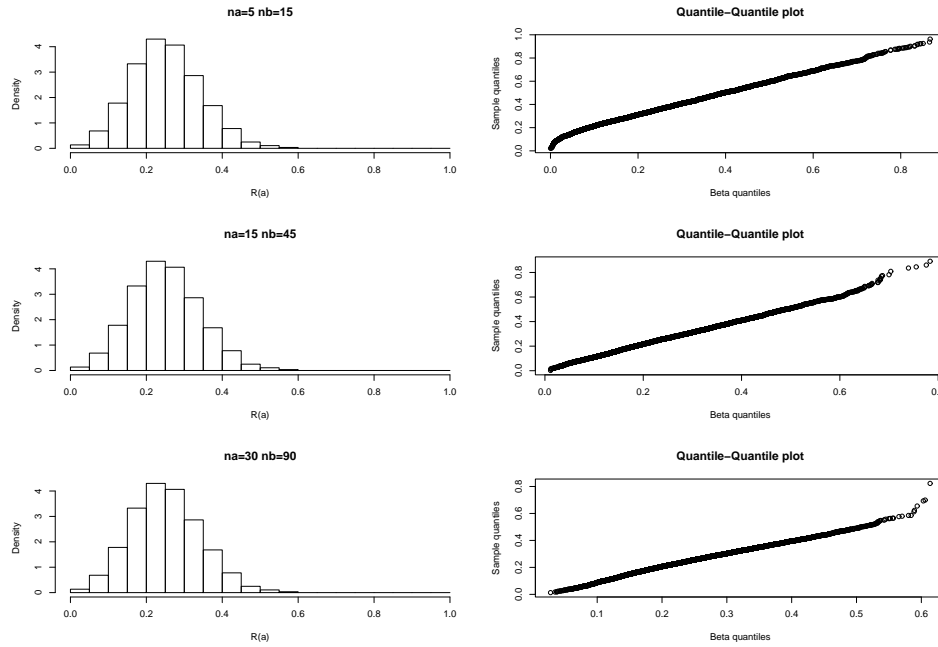 na=5 nb=15
Density
0 1 2 3 4
0.0 0.2 0.4 0.6 0.8 1.0
R(a)
Quantile−Quantile plot
Sample quantiles
0.0 0.2 0.4 0.6 0.8 1.0
0.0 0.2 0.4 0.6 0.8
Beta quantiles
na=15 nb=45
Density
0 1 2 3 4
0.0 0.2 0.4 0.6 0.8 1.0
R(a)
Quantile−Quantile plot
Sample quantiles
0.0 0.2 0.4 0.6 0.8
0.0 0.2 0.4 0.6
Beta quantiles
na=30 nb=90
Density
0 1 2 3 4
0.0 0.2 0.4 0.6 0.8 1.0
R(a)
Quantile−Quantile plot
Sample quantiles
0.0 0.2 0.4 0.6 0.8
0.1 0.2 0.3 0.4 0.5 0.6
Beta quantiles